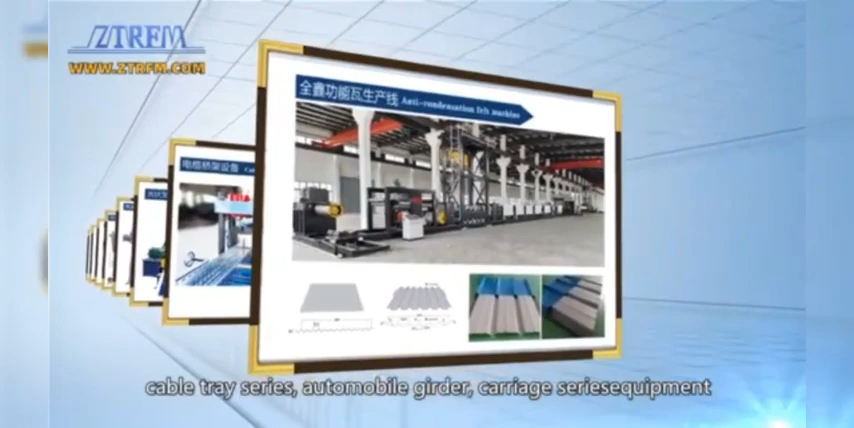 ZTRFM
WWW.ZTRFM.COM
全鑫功能瓦生产线 Anti-condensation felt machine
电缆桥架设备
cable tray series, automobile girder, carriage seriesequipment